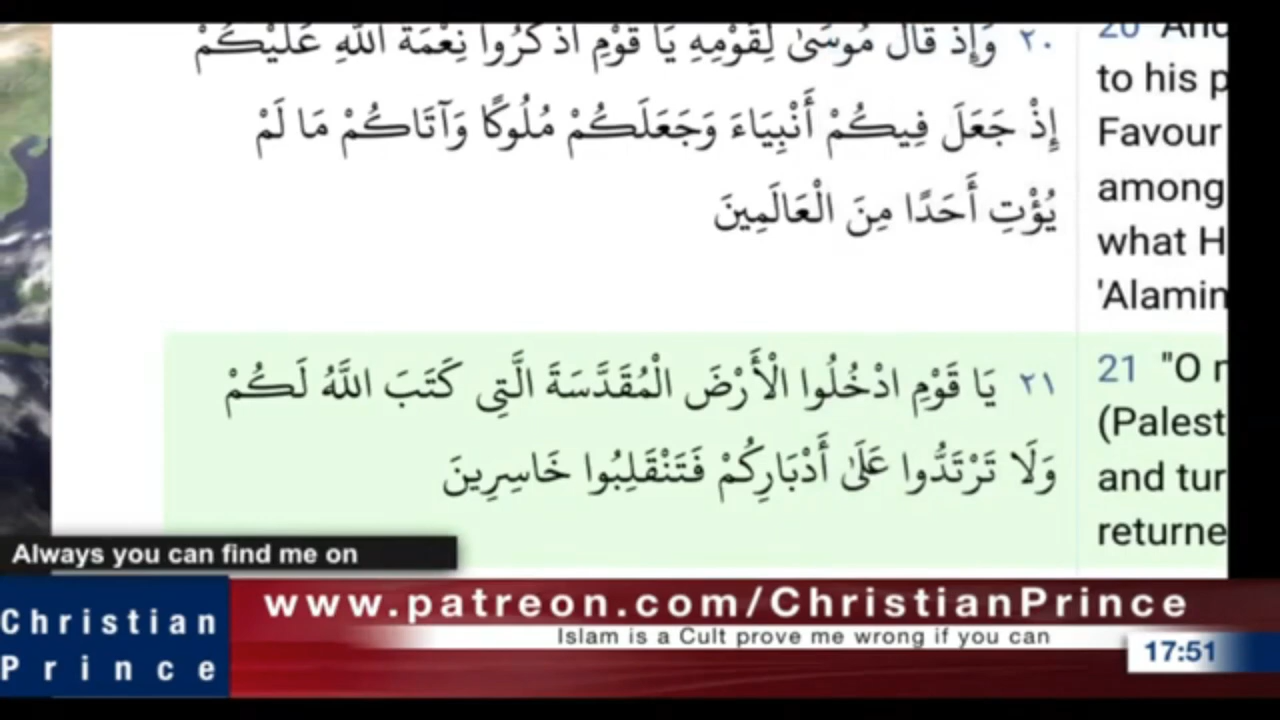 ٢٠ وَإِذْ قَالَ مُوسَىٰ لِقَوْمِهِ يَا قَوْمِ اذْكُرُوا نِعْمَةَ اللَّهِ عَلَيْكُمْ
إِذْ جَعَلَ فِيكُمْ أَنْبِيَاءَ وَجَعَلَكُمْ مُلُوكًا وَآتَاكُمْ مَا لَمْ
يُؤْتِ أَحَدًا مِنَ الْعَالَمِينَ
20 And
to his p
Favour
among
what H
'Alamin
٢١ يَا قَوْمِ ادْخُلُوا الْأَرْضَ الْمُقَدَّسَةَ الَّتِي كَتَبَ اللَّهُ لَكُمْ
وَلَا تَرْتَدُّوا عَلَىٰ أَدْبَارِكُمْ فَتَنْقَلِبُوا خَاسِرِينَ
21 "O
(Palest
and tur
returne
Always you can find me on
Christian
Prince
www.patreon.com/ChristianPrince
Islam is a Cult prove me wrong if you can
17:51